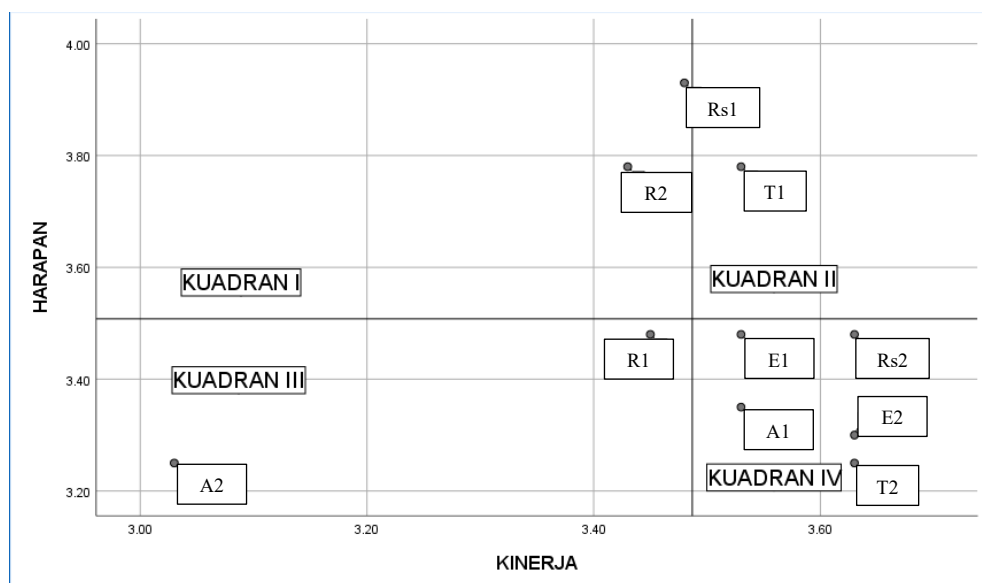 4.00
Rs1
3.80
R2
T1
HARAPAN
3.60
KUADRAN I
KUADRAN II
R1
E1
Rs2
3.40
KUADRAN III
E2
A1
KUADRAN IV
A2
T2
3.20
3.00
3.20
3.40
3.60
KINERJA